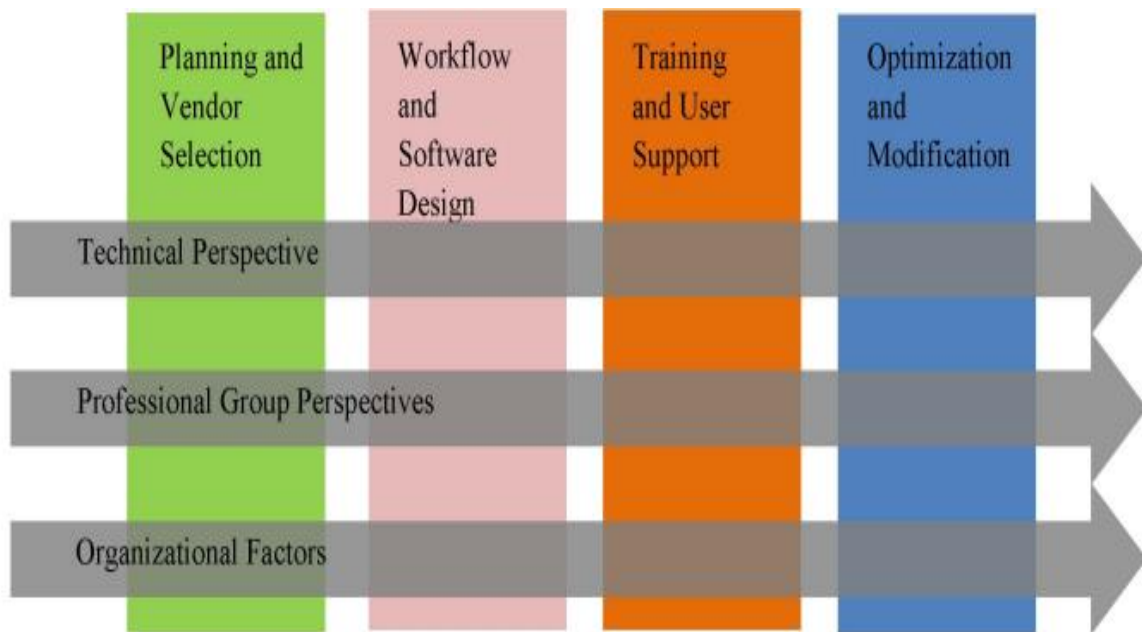 Planning and
Vendor
Selection
Workflow
and
Software
Design
Training
and User
Support
Optimization
and
Modification
Technical Perspective
Professional Group Perspectives
Organizational Factors